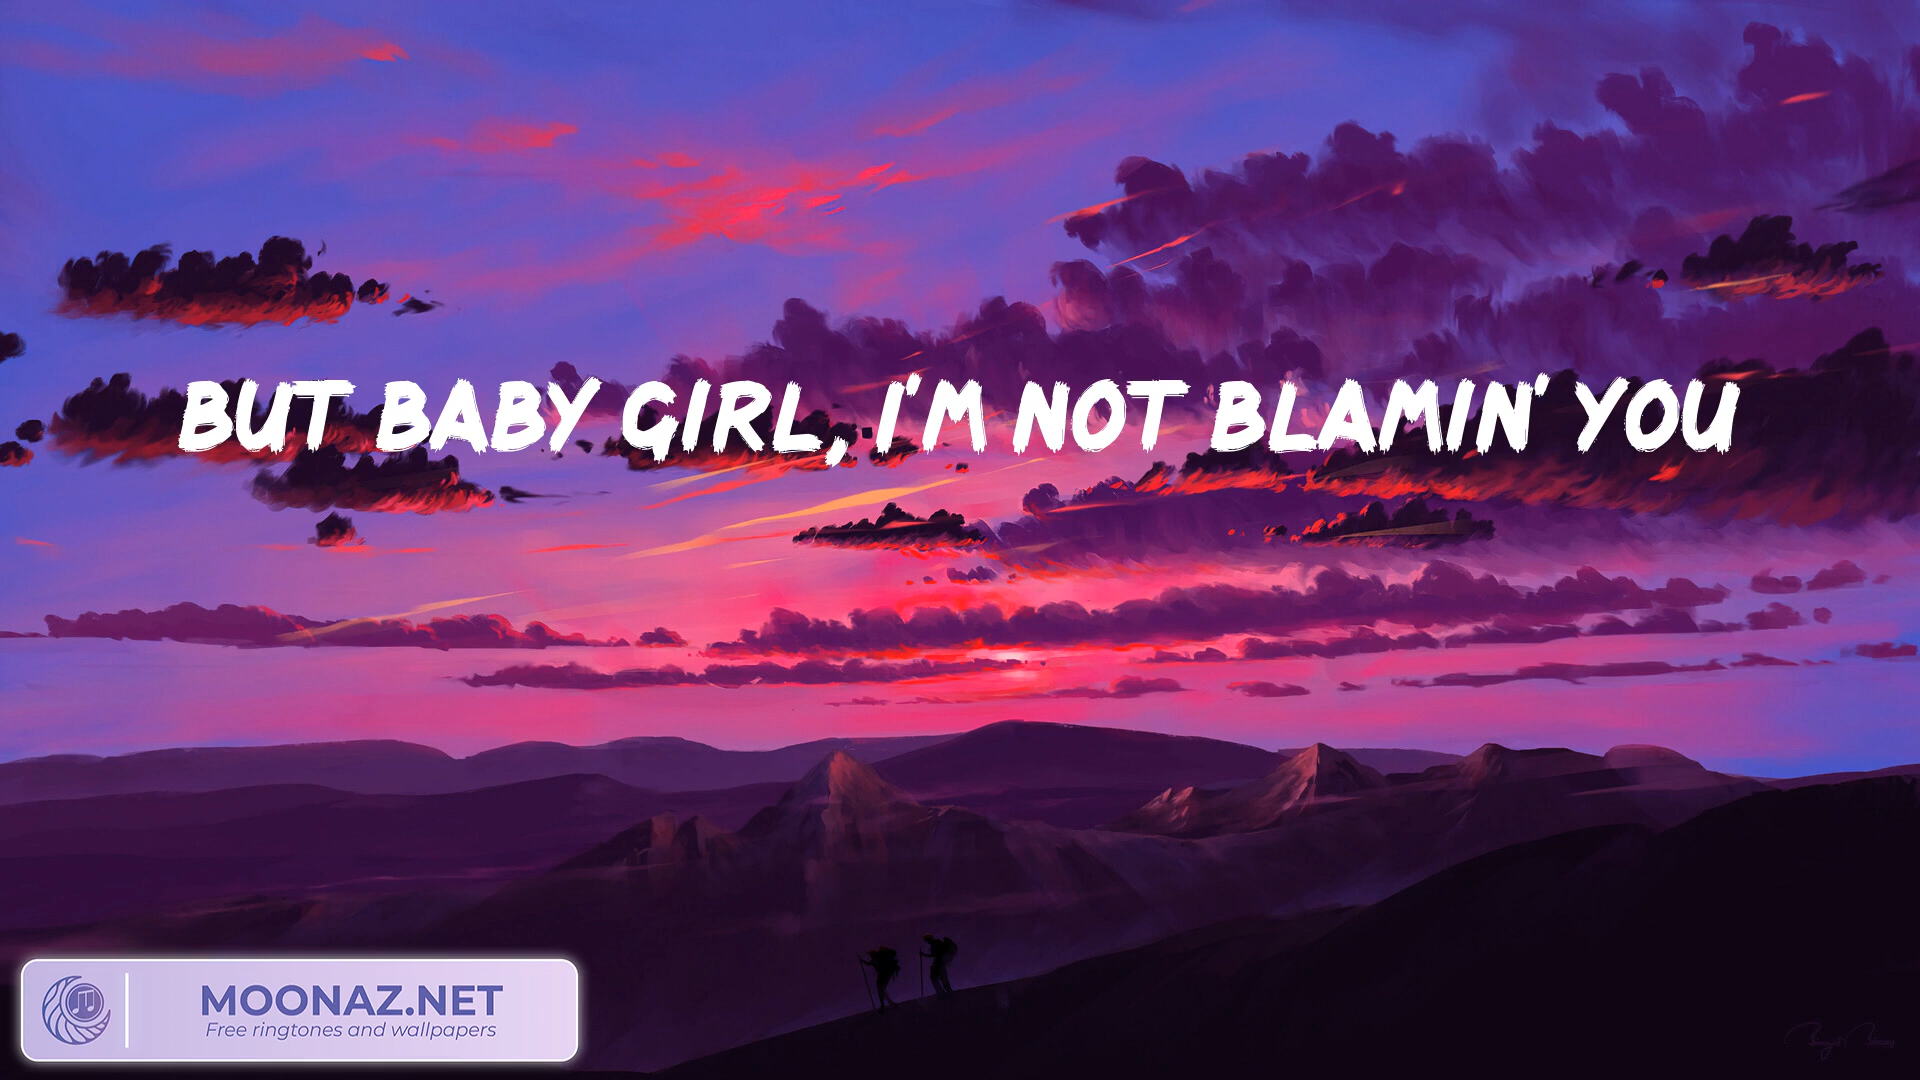 BUT BABY GIRL, I'M NOT BLAMIN' YOU
MOONAZ.NET
Free ringtones and wallpapers